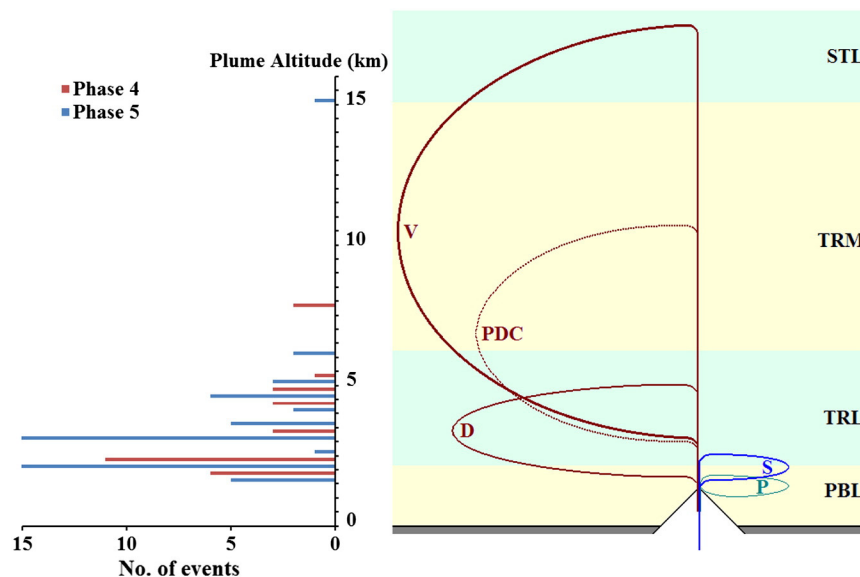 Plume Altitude (km)
Phase 4
Phase 5
15
10
5
0
15
10
5
0
No. of events
STL
TRM
TRL
PBL
V
PDC
D
S
P